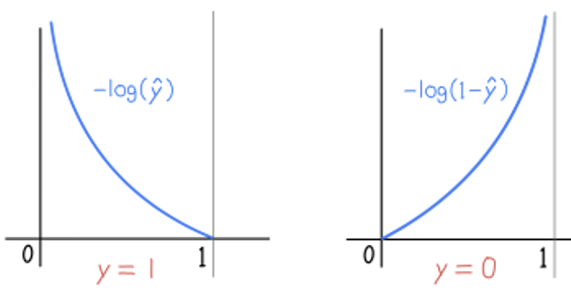 -log(ŷ)
0
1
y = 1
-log(1-ŷ)
0
1
y = 0